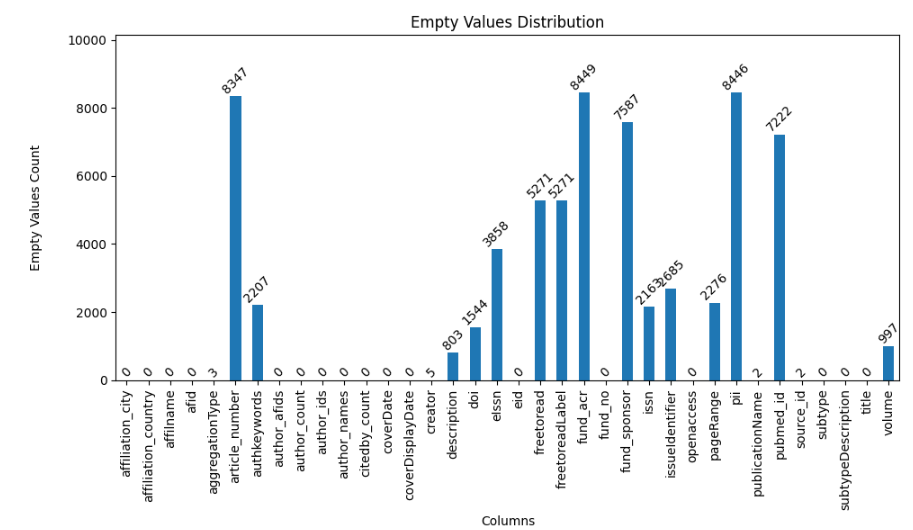 Empty Values Distribution
10000
8000
6000
4000
2000
0
Empty Values Count
0
0
0
0
3
8347
2207
0
0
0
0
0
0
0
5
803
1544
3858
0
5271
5271
8449
0
7587
2163
2685
0
2276
8446
2
7222
2
0
0
0
997
affiliation_city
affiliation_country
affilname
afid
aggregationType
article_number
authkeywords
author_afids
author_count
author_ids
author_names
citedby_count
coverDate
coverDisplayDate
creator
description
doi
eIssn
eid
freetoread
freetoreadLabel
fund_acr
fund_no
fund_sponsor
issn
issueIdentifier
openaccess
pageRange
pii
publicationName
pubmed_id
source_id
subtype
subtypeDescription
title
volume
Columns